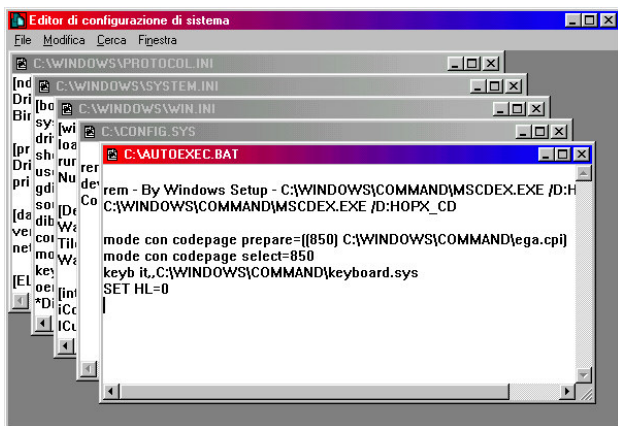 Editor di configurazione di sistema
File Modifica Cerca Finestra
C:\WINDOWS\PROTOCOL.INI
C:\WINDOWS\SYSTEM.INI
C:\WINDOWS\WIN.INI
C:\CONFIG.SYS
C:\AUTOEXEC.BAT
rem - By Windows Setup - C:\WINDOWS\COMMAND\MSCDEX.EXE /D:H
C:\WINDOWS\COMMAND\MSCDEX.EXE /D:HOPX_CD
mode con codepage prepare=((850) C:\WINDOWS\COMMAND\ega.cpi)
mode con codepage select=850
keyb it,,C:\WINDOWS\COMMAND\keyboard.sys
SET HL=0